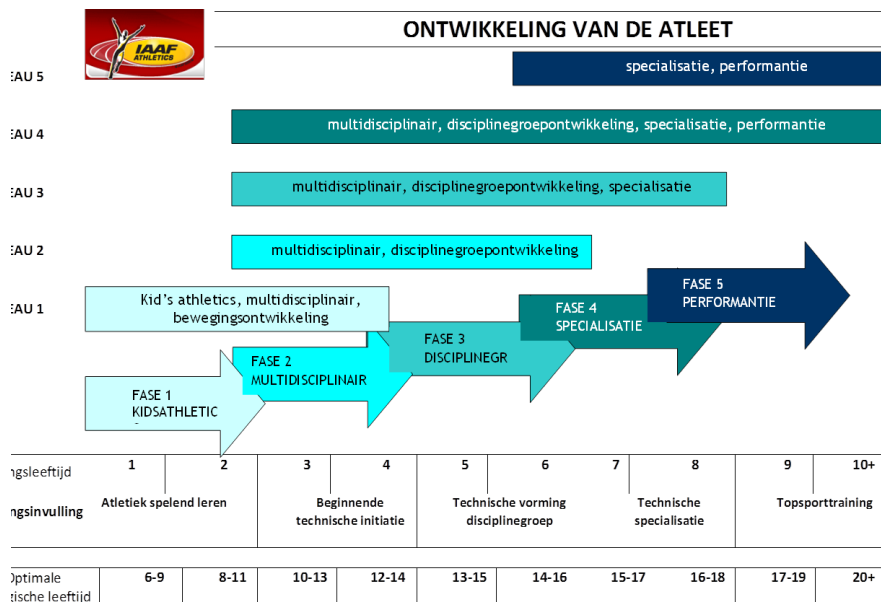 IAAF
ATHLETICS
ONTWIKKELING VAN DE ATLEET
EAU 5
specialisatie, performantie
EAU 4
multidisciplinair, disciplinegroepontwikkeling, specialisatie, performantie
EAU 3
multidisciplinair, disciplinegroepontwikkeling, specialisatie
EAU 2
multidisciplinair, disciplinegroepontwikkeling
EAU 1
Kid's athletics, multidisciplinair,
bewegingsontwikkeling
FASE 5
PERFORMANTIE
FASE 4
SPECIALISATIE
FASE 3
DISCIPLINEGR
FASE 2
MULTIDISCIPLINAIR
FASE 1
KIDSATHLETIC
ngsleeftijd 1 2 3 4 5 6 7 8 9 10+
ngsinvulling
Atletiek spelend leren
Beginnende
technische initiatie
Technische vorming
disciplinegroep
Technische
specialisatie
Topsporttraining
Optimale
gische leeftijd
6-9 8-11 10-13 12-14 13-15 14-16 15-17 16-18 17-19 20+